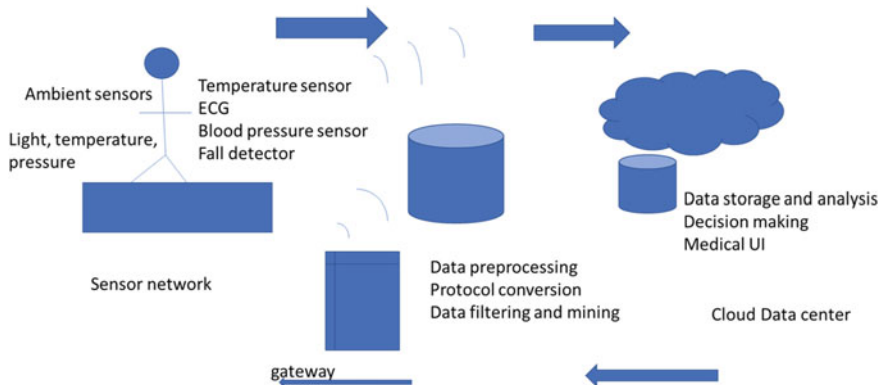 Ambient sensors
Light, temperature,
pressure
Temperature sensor
ECG
Blood pressure sensor
Fall detector
Sensor network
Data preprocessing
Protocol conversion
Data filtering and mining
gateway
Data storage and analysis
Decision making
Medical UI
Cloud Data center